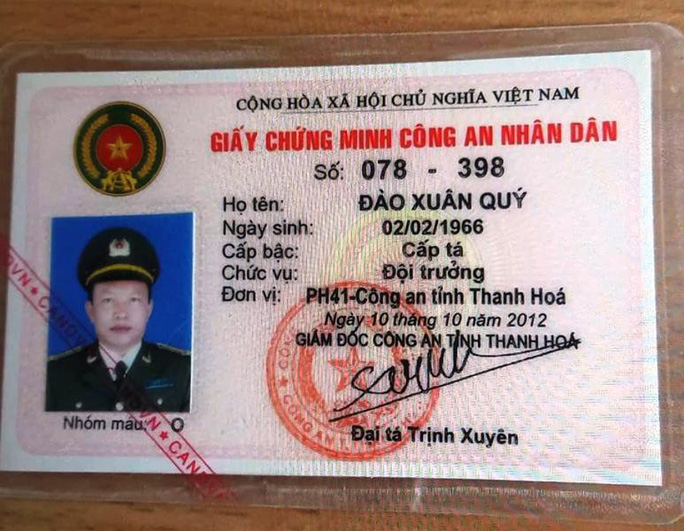 CỘNG HÒA XÃ HỘI CHỦ NGHĨA VIỆT NAM
GIẤY CHỨNG MINH CÔNG AN NHÂN DÂN
Số: 078 - 398
Họ tên: ĐÀO XUÂN QUÝ
Ngày sinh: 02/02/1966
Cấp bậc: Cấp tá
Chức vụ: Đội trưởng
Đơn vị: PH41-Công an tỉnh Thanh Hoá
Ngày 10 tháng 10 năm 2012
GIÁM ĐỐC CÔNG AN TỈNH THANH HOÁ
Đại tá Trịnh Xuyên
Nhóm máu: O
CANDVN